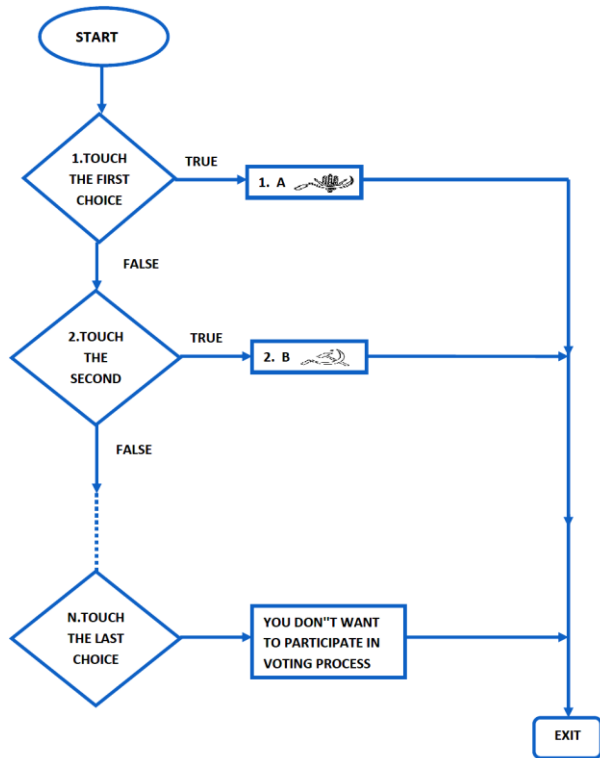 START
1.TOUCH
THE FIRST
CHOICE
TRUE
1. A
FALSE
2.TOUCH
THE
SECOND
TRUE
2. B
FALSE
N.TOUCH
THE LAST
CHOICE
YOU DON"T WANT
TO PARTICIPATE IN
VOTING PROCESS
EXIT